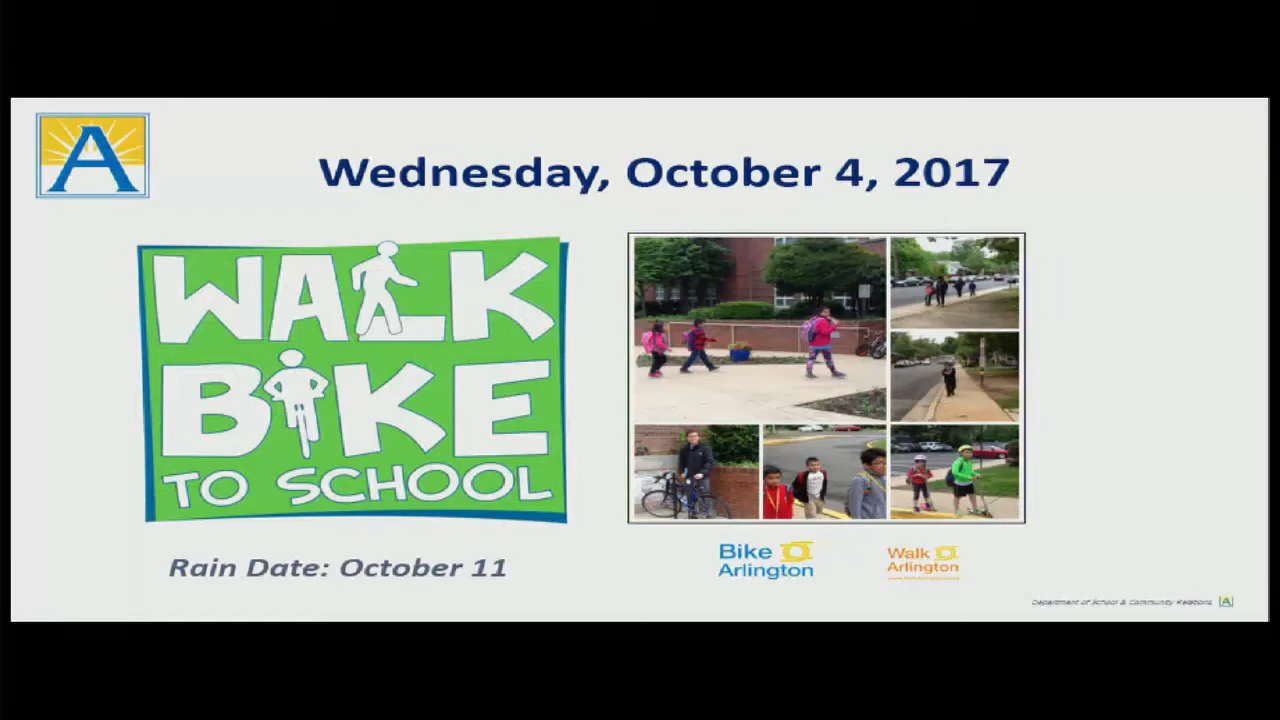 A
Wednesday, October 4, 2017
WALK
BIKE
TO SCHOOL
Rain Date: October 11
Bike
Arlington
Walk
Arlington
Department of School & Community Relations
A